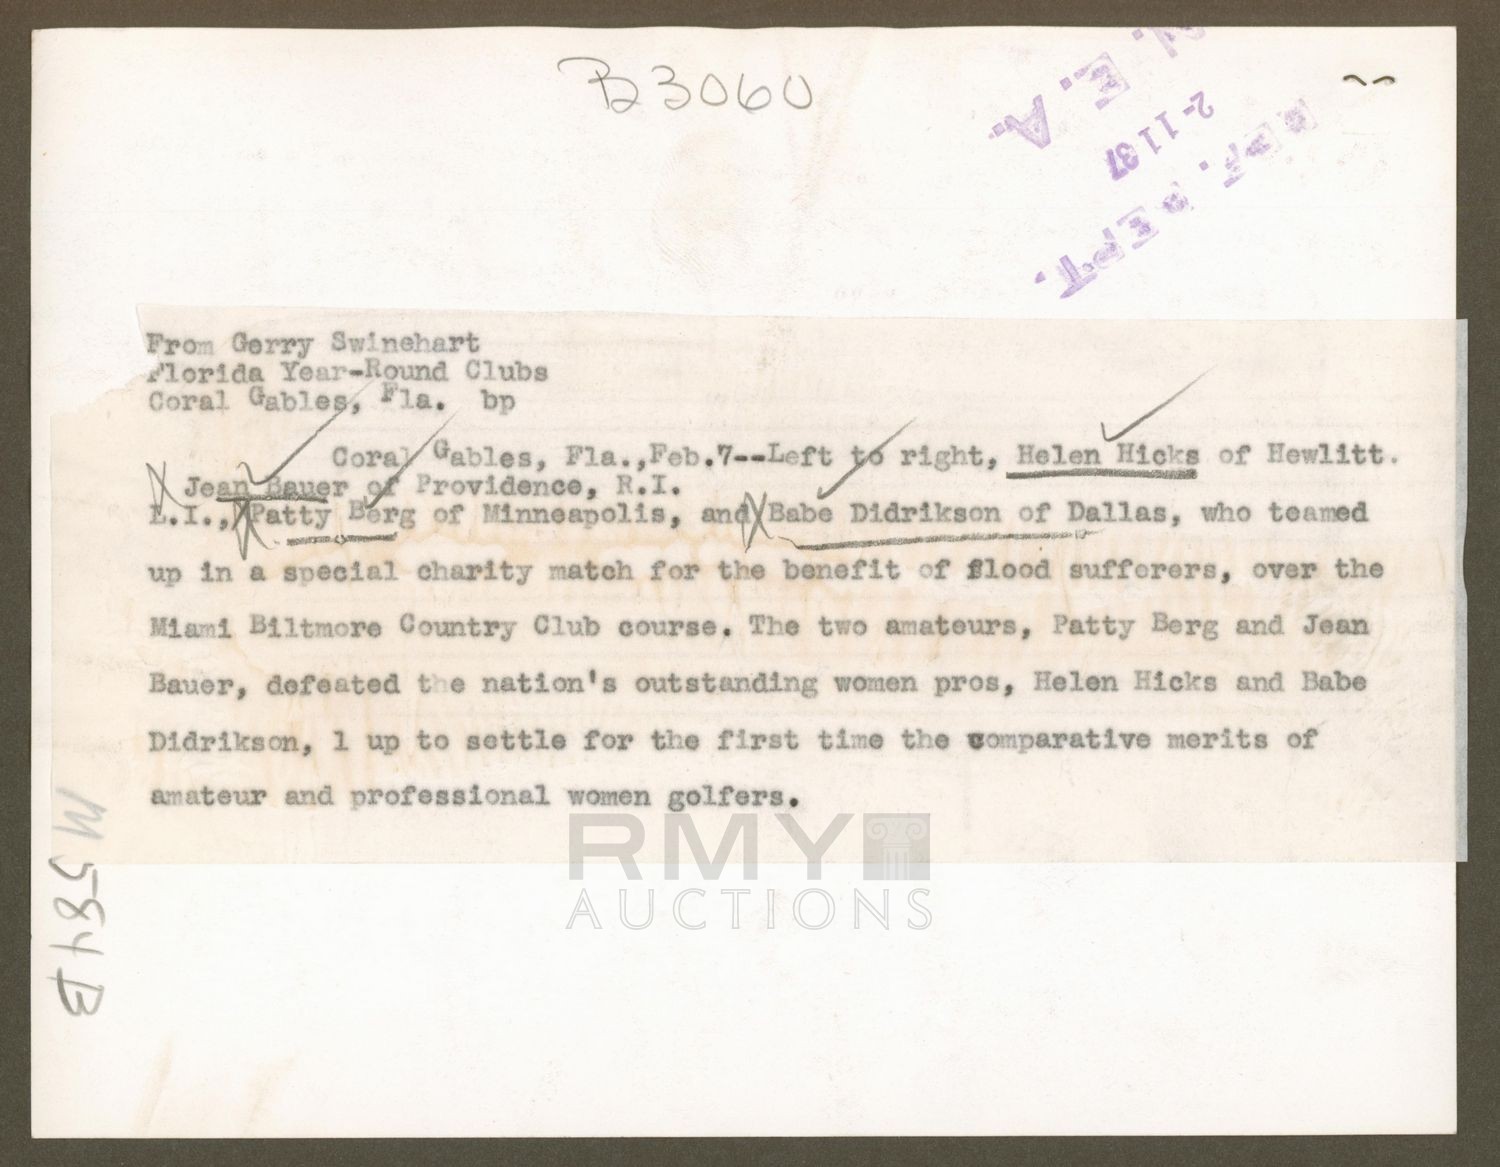 B3060
N.E.A.
2-11 37
REF. DEPT.
From Gerry Swinehart
Florida Year-Round Clubs
Coral Gables, Fla. bp
Coral Gables, Fla.,Feb.7--Left to right, Helen Hicks of Hewlitt.
Jean Bauer of Providence, R.I.
L.I., Patty Berg of Minneapolis, and Babe Didrikson of Dallas, who teamed
up in a special charity match for the benefit of flood sufferers, over the
Miami Biltmore Country Club course. The two amateurs, Patty Berg and Jean
Bauer, defeated the nation's outstanding women pros, Helen Hicks and Babe
Didrikson, 1 up to settle for the first time the comparative merits of
amateur and professional women golfers.
RMY
AUCTIONS